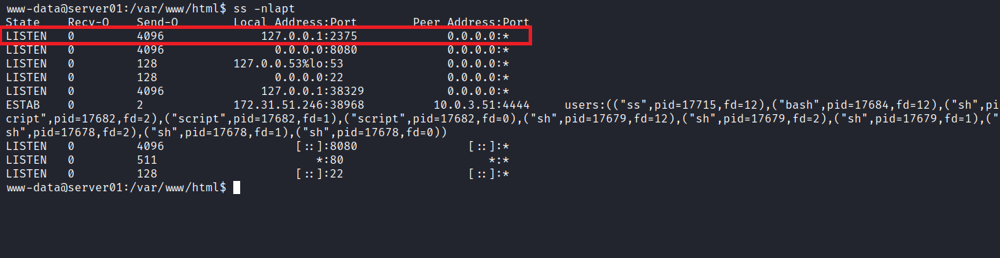 www-data@server01:/var/www/html$ ss -nlapt
State Recv-Q Send-Q Local Address:Port Peer Address:Port
LISTEN 0 4096 127.0.0.1:2375 0.0.0.0:*
LISTEN 0 4096 0.0.0.0:8080 0.0.0.0:*
LISTEN 0 128 127.0.0.53%lo:53 0.0.0.0:*
LISTEN 0 128 0.0.0.0:22 0.0.0.0:*
LISTEN 0 4096 127.0.0.1:38329 0.0.0.0:*
ESTAB 0 2 172.31.51.246:38968 10.0.3.51:4444 users:(("ss",pid=17715,fd=12),("bash",pid=17684,fd=12),("sh",pi
cript",pid=17682,fd=2),("script",pid=17682,fd=1),("script",pid=17682,fd=0),("sh",pid=17679,fd=12),("sh",pid=17679,fd=2),("sh",pid=17679,fd=1),("
sh",pid=17678,fd=2),("sh",pid=17678,fd=1),("sh",pid=17678,fd=0))
LISTEN 0 4096 [::]:8080 [::]:*
LISTEN 0 511 *:80 *:*
LISTEN 0 128 [::]:22 [::]:*
www-data@server01:/var/www/html$